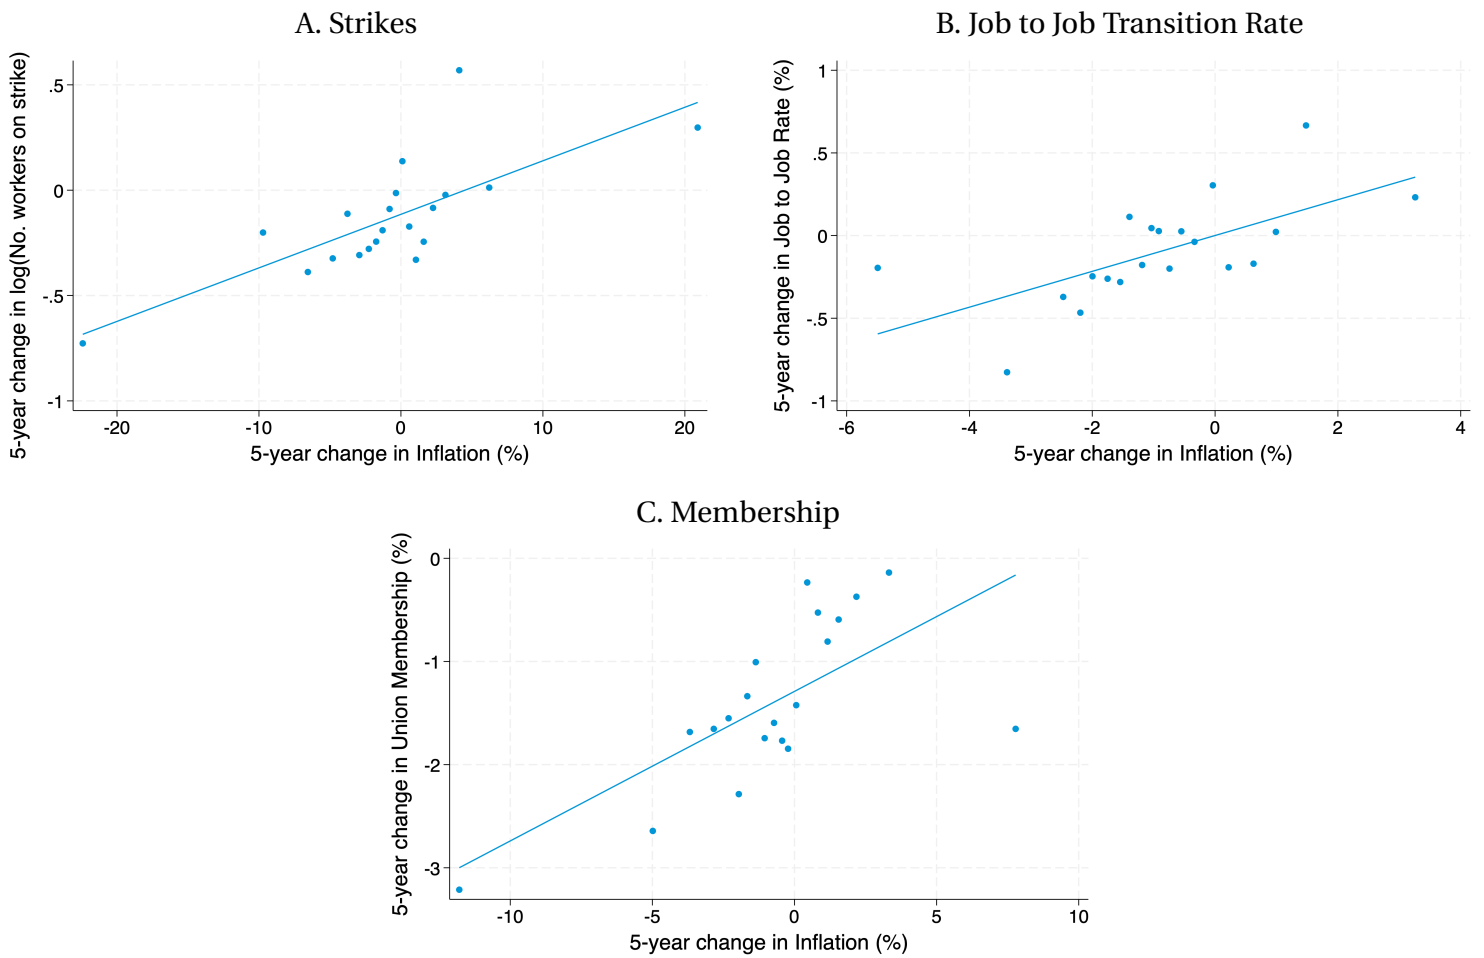 A. Strikes
5-year change in log(No. workers on strike)
.5
0
-.5
-1
-20 -10 0 10 20
5-year change in Inflation (%)
B. Job to Job Transition Rate
5-year change in Job to Job Rate (%)
1
.5
0
-.5
-1
-6 -4 -2 0 2 4
5-year change in Inflation (%)
C. Membership
5-year change in Union Membership (%)
0
-1
-2
-3
-10 -5 0 5 10
5-year change in Inflation (%)